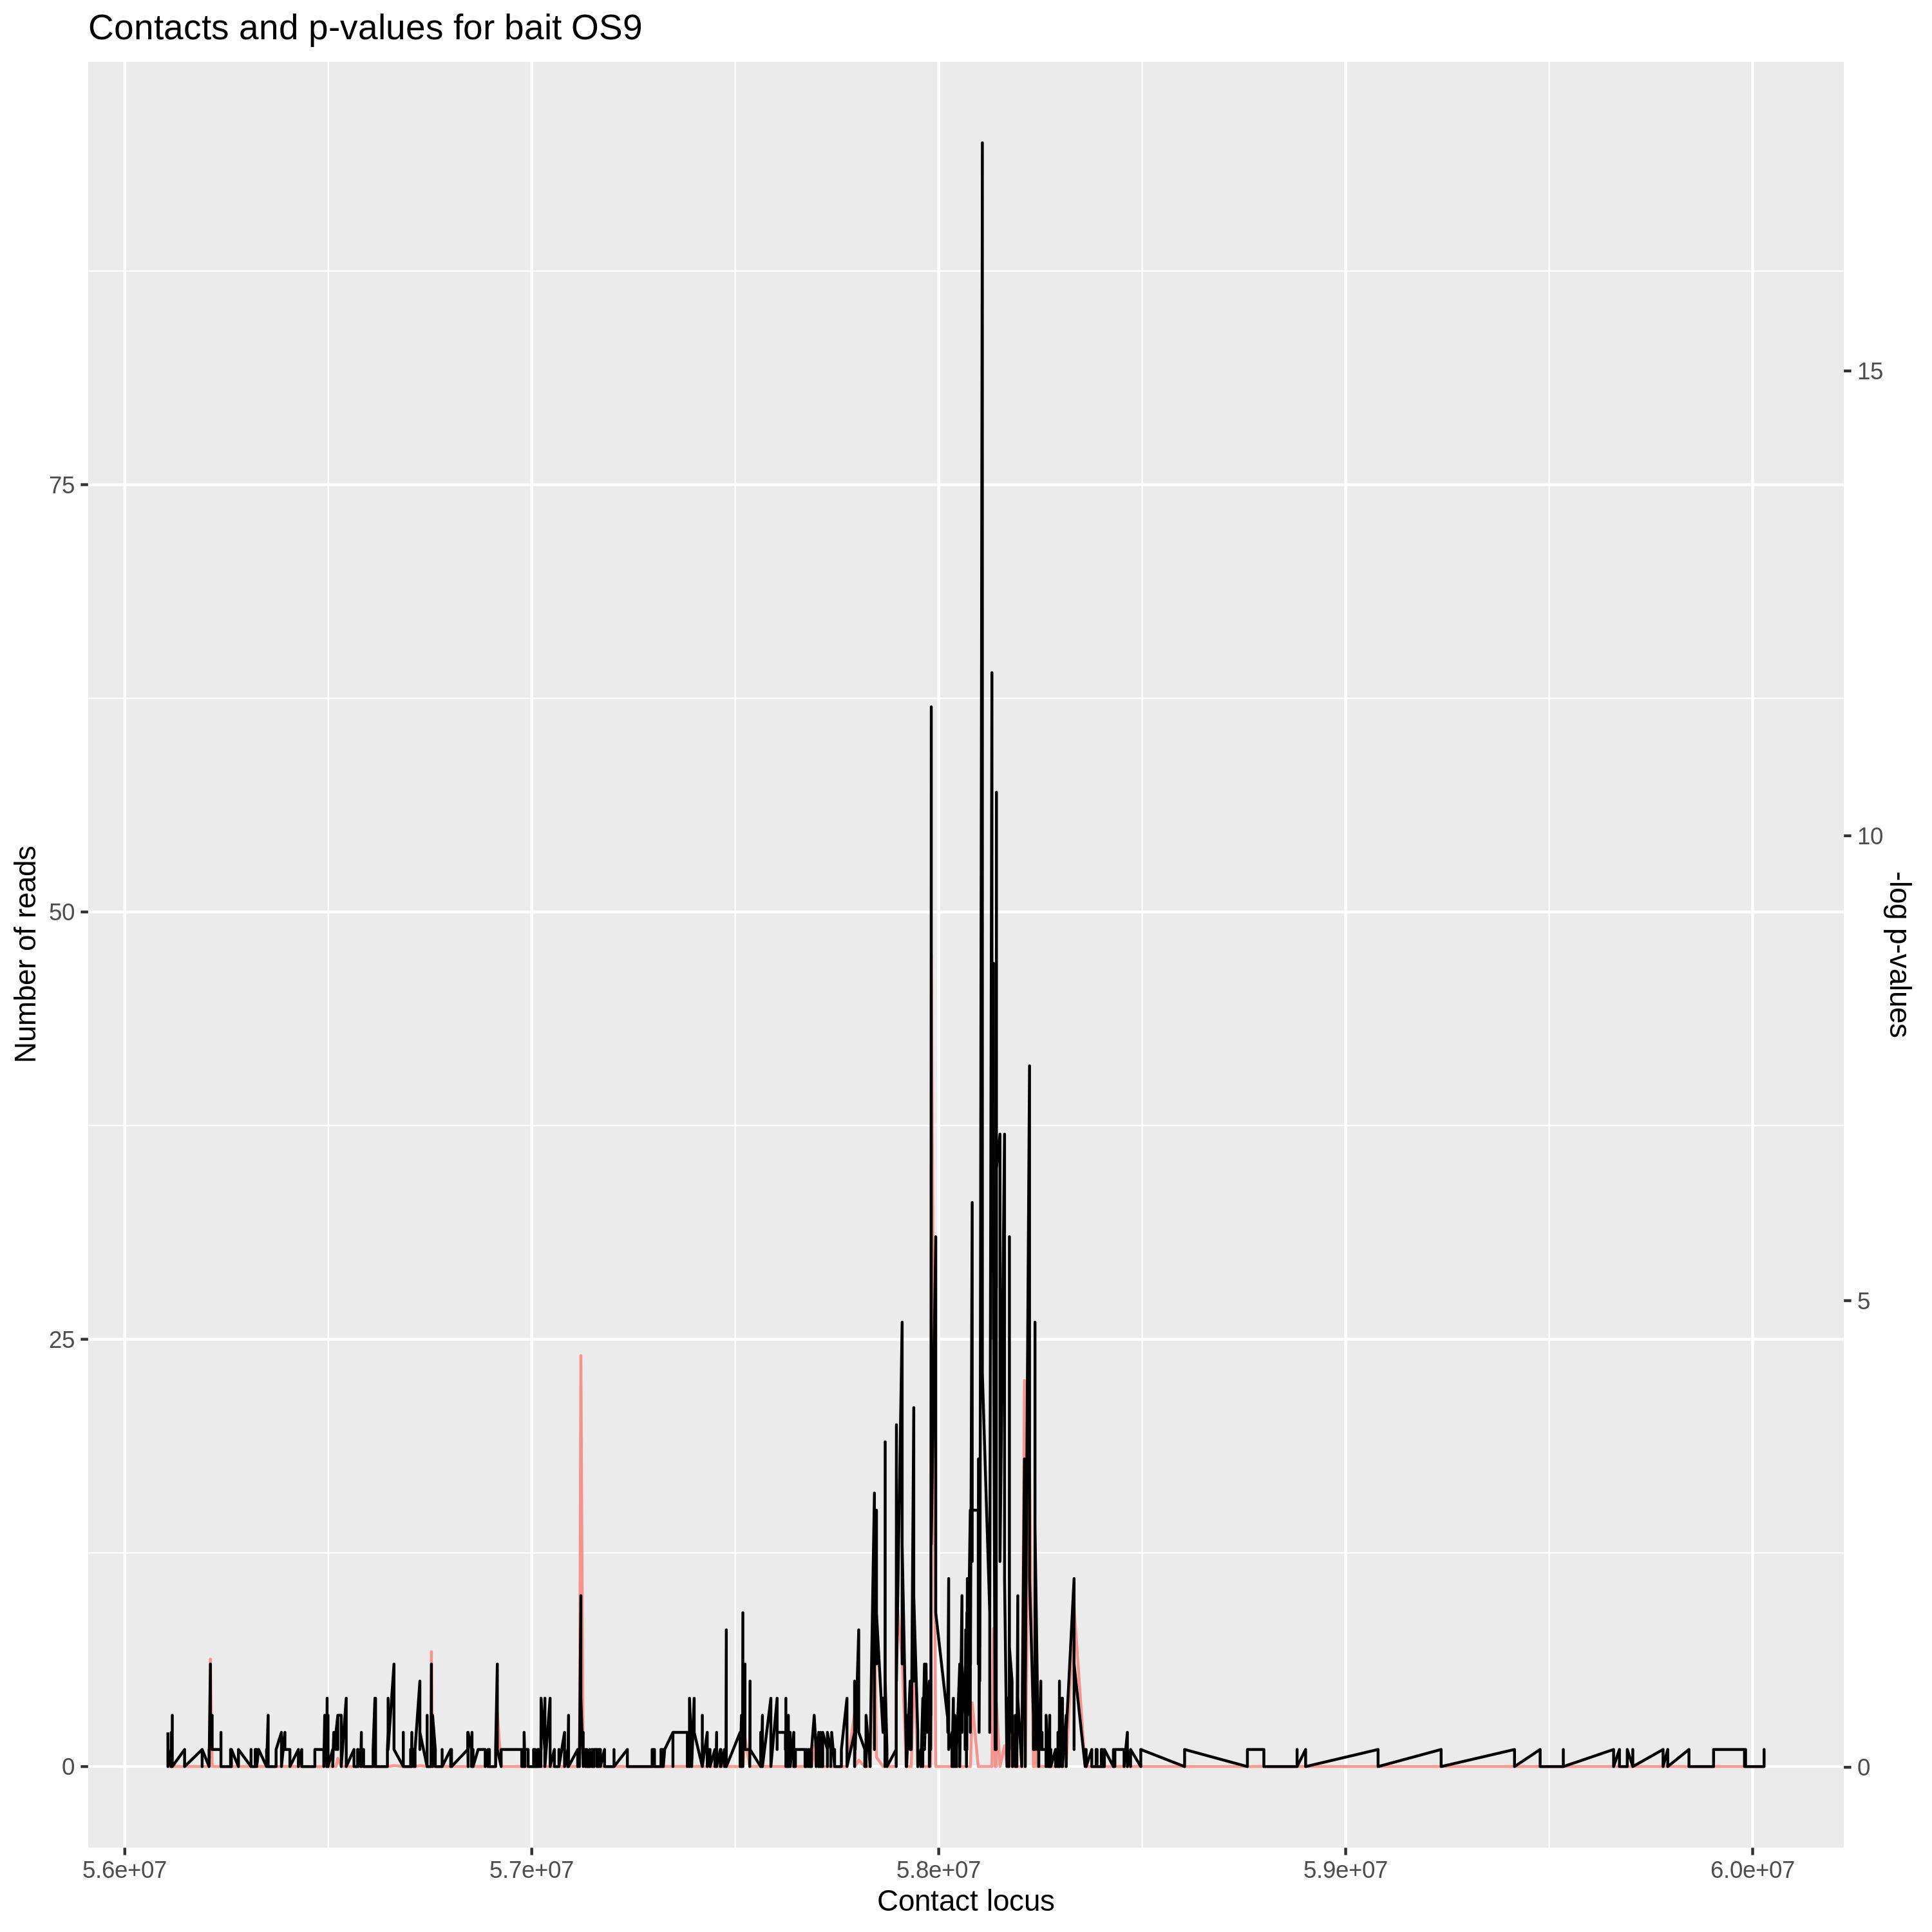 Contacts and p-values for bait OS9
75
50
25
0
Number of reads
15
10
5
0
-log p-values
5.6e+07 5.7e+07 5.8e+07 5.9e+07 6.0e+07
Contact locus